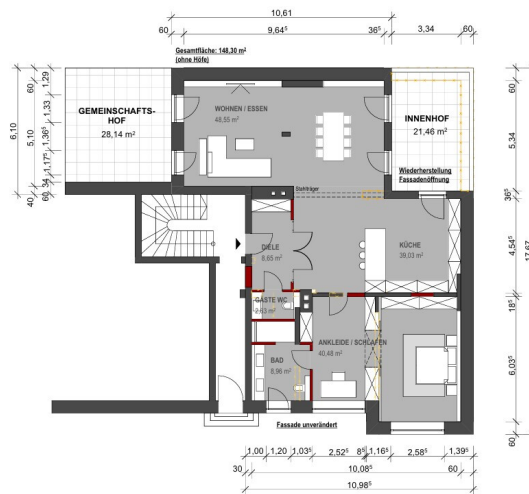 10,61
60
9,64⁵
36⁵
3,34
60
Gesamtfläche: 148,30 m²
(ohne Höfe)
6,10
60
5,10
40
1,29
1,33
1,36⁵
1,17⁵
34
60
GEMEINSCHAFTS-
HOF
28,14 m²
WOHNEN / ESSEN
48,55 m²
INNENHOF
21,46 m²
Wiederherstellung
Fassadenöffnung
Stahlträger
DIELE
8,65 m²
KÜCHE
39,03 m²
GÄSTE WC
2,63 m²
BAD
8,96 m²
ANKLEIDE / SCHLAFEN
40,48 m²
Fassade unverändert
60
5,34
36⁵
4,54⁵
18⁵
6,03⁵
60
17,67
1,00
1,20
1,03⁵
2,52⁵
8⁵
1,16⁵
2,58⁵
1,39⁵
30
10,08⁵
60
10,98⁵